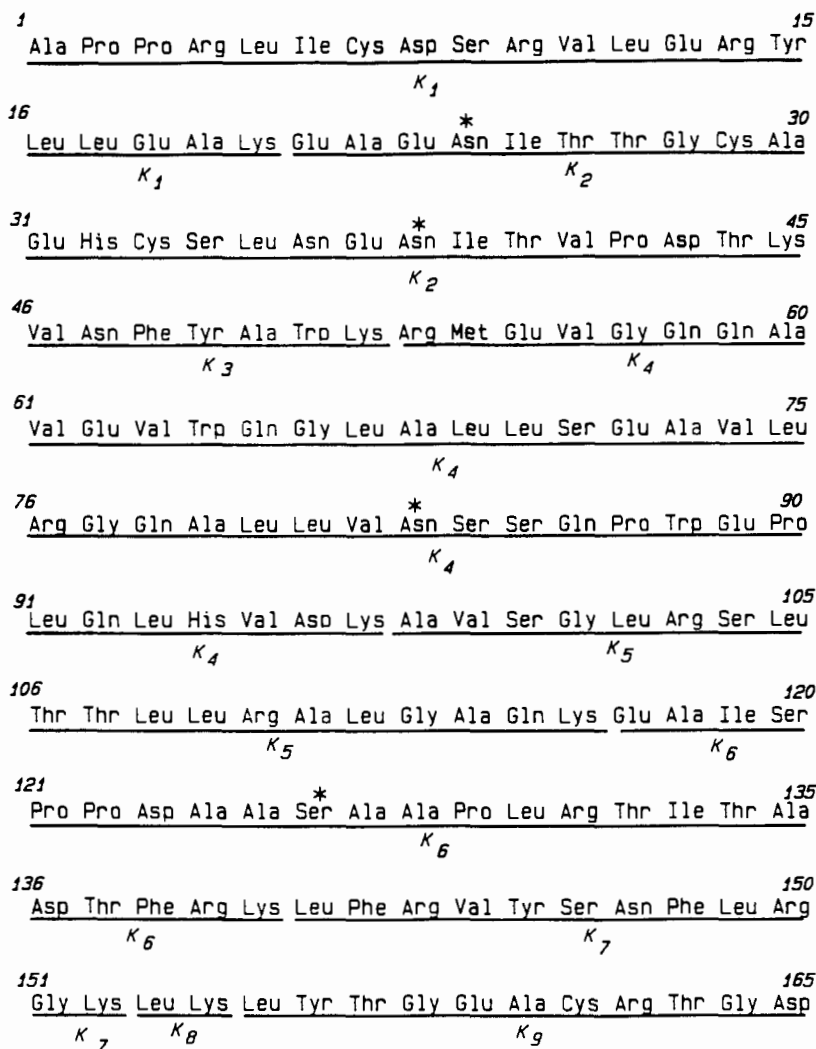 1 15
Ala Pro Pro Arg Leu Ile Cys Asp Ser Arg Val Leu Glu Arg Tyr
K1
16 * 30
Leu Leu Glu Ala Lys Glu Ala Glu Asn Ile Thr Thr Gly Cys Ala
K1 K2
31 * 45
Glu His Cys Ser Leu Asn Glu Asn Ile Thr Val Pro Asp Thr Lys
K2
46 60
Val Asn Phe Tyr Ala Trp Lys Arg Met Glu Val Gly Gln Gln Ala
K3 K4
61 75
Val Glu Val Trp Gln Gly Leu Ala Leu Leu Ser Glu Ala Val Leu
K4
76 * 90
Arg Gly Gln Ala Leu Leu Val Asn Ser Ser Gln Pro Trp Glu Pro
K4
91 105
Leu Gln Leu His Val Asp Lys Ala Val Ser Gly Leu Arg Ser Leu
K4 K5
106 120
Thr Thr Leu Leu Arg Ala Leu Gly Ala Gln Lys Glu Ala Ile Ser
K5 K6
121 * 135
Pro Pro Asp Ala Ala Ser Ala Ala Pro Leu Arg Thr Ile Thr Ala
K6
136 150
Asp Thr Phe Arg Lys Leu Phe Arg Val Tyr Ser Asn Phe Leu Arg
K6 K7
151 165
Gly Lys Leu Lys Leu Tyr Thr Gly Glu Ala Cys Arg Thr Gly Asp
K7 K8 K9